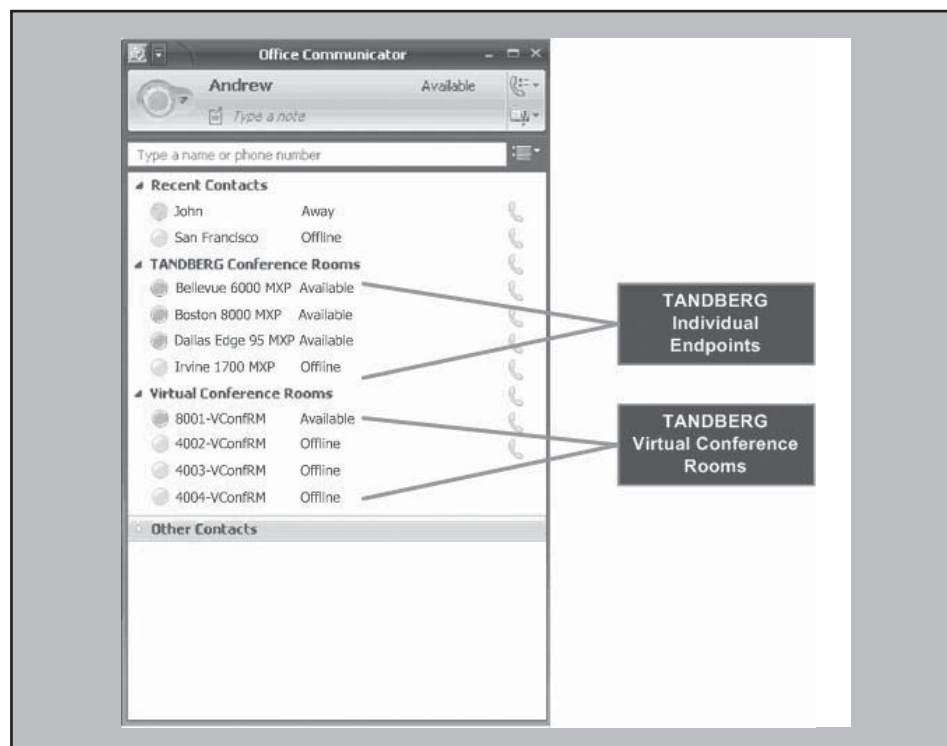 Office Communicator
Andrew Available
Type a note
Type a name or phone number
Recent Contacts
John Away
San Francisco Offline
TANDBERG Conference Rooms
Bellevue 6000 MXP Available
Boston 8000 MXP Available
Dallas Edge 95 MXP Available
Irvine 1700 MXP Offline
Virtual Conference Rooms
8001-VConfRM Available
4002-VConfRM Offline
4003-VConfRM Offline
4004-VConfRM Offline
Other Contacts
TANDBERG
Individual
Endpoints
TANDBERG
Virtual Conference
Rooms